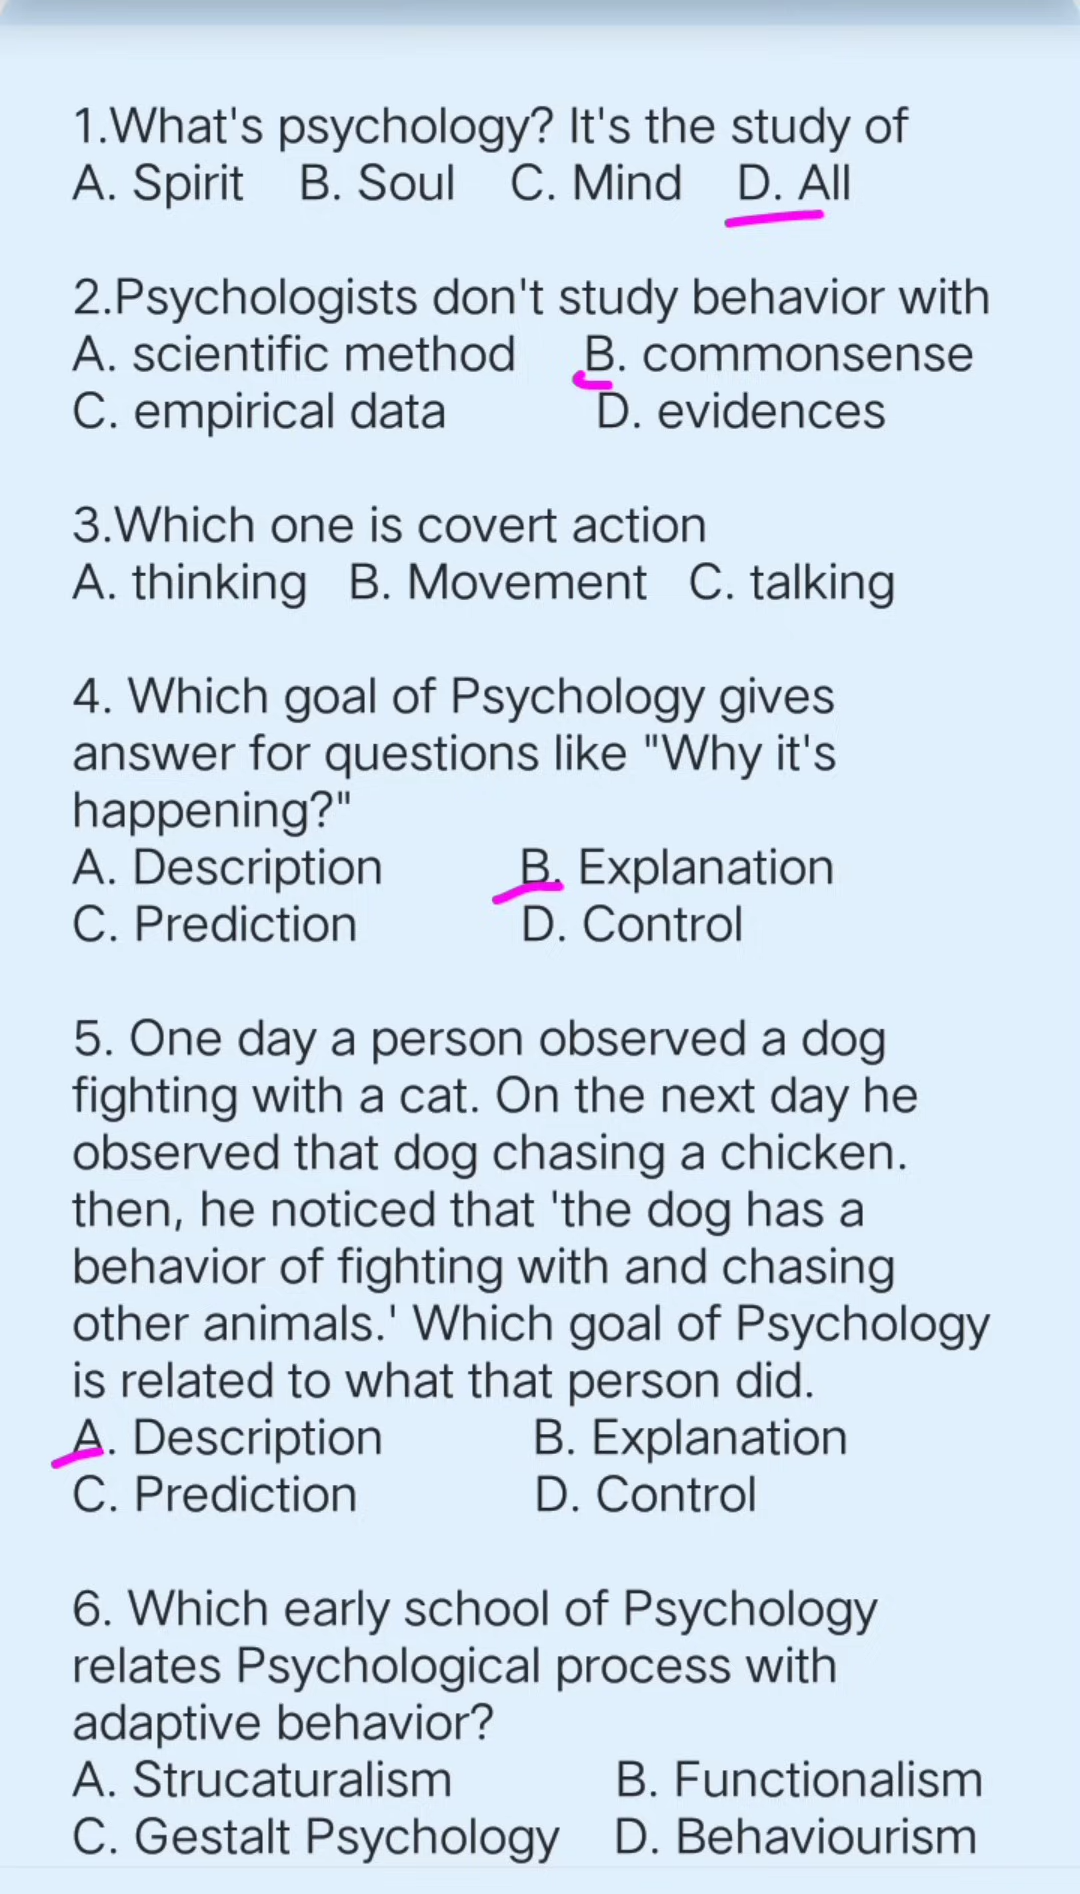 1.What's psychology? It's the study of
A. Spirit B. Soul C. Mind D. All
2.Psychologists don't study behavior with
A. scientific method B. commonsense
C. empirical data D. evidences
3.Which one is covert action
A. thinking B. Movement C. talking
4. Which goal of Psychology gives
answer for questions like "Why it's
happening?"
A. Description B. Explanation
C. Prediction D. Control
5. One day a person observed a dog
fighting with a cat. On the next day he
observed that dog chasing a chicken.
then, he noticed that 'the dog has a
behavior of fighting with and chasing
other animals.' Which goal of Psychology
is related to what that person did.
A. Description B. Explanation
C. Prediction D. Control
6. Which early school of Psychology
relates Psychological process with
adaptive behavior?
A. Strucaturalism B. Functionalism
C. Gestalt Psychology D. Behaviourism